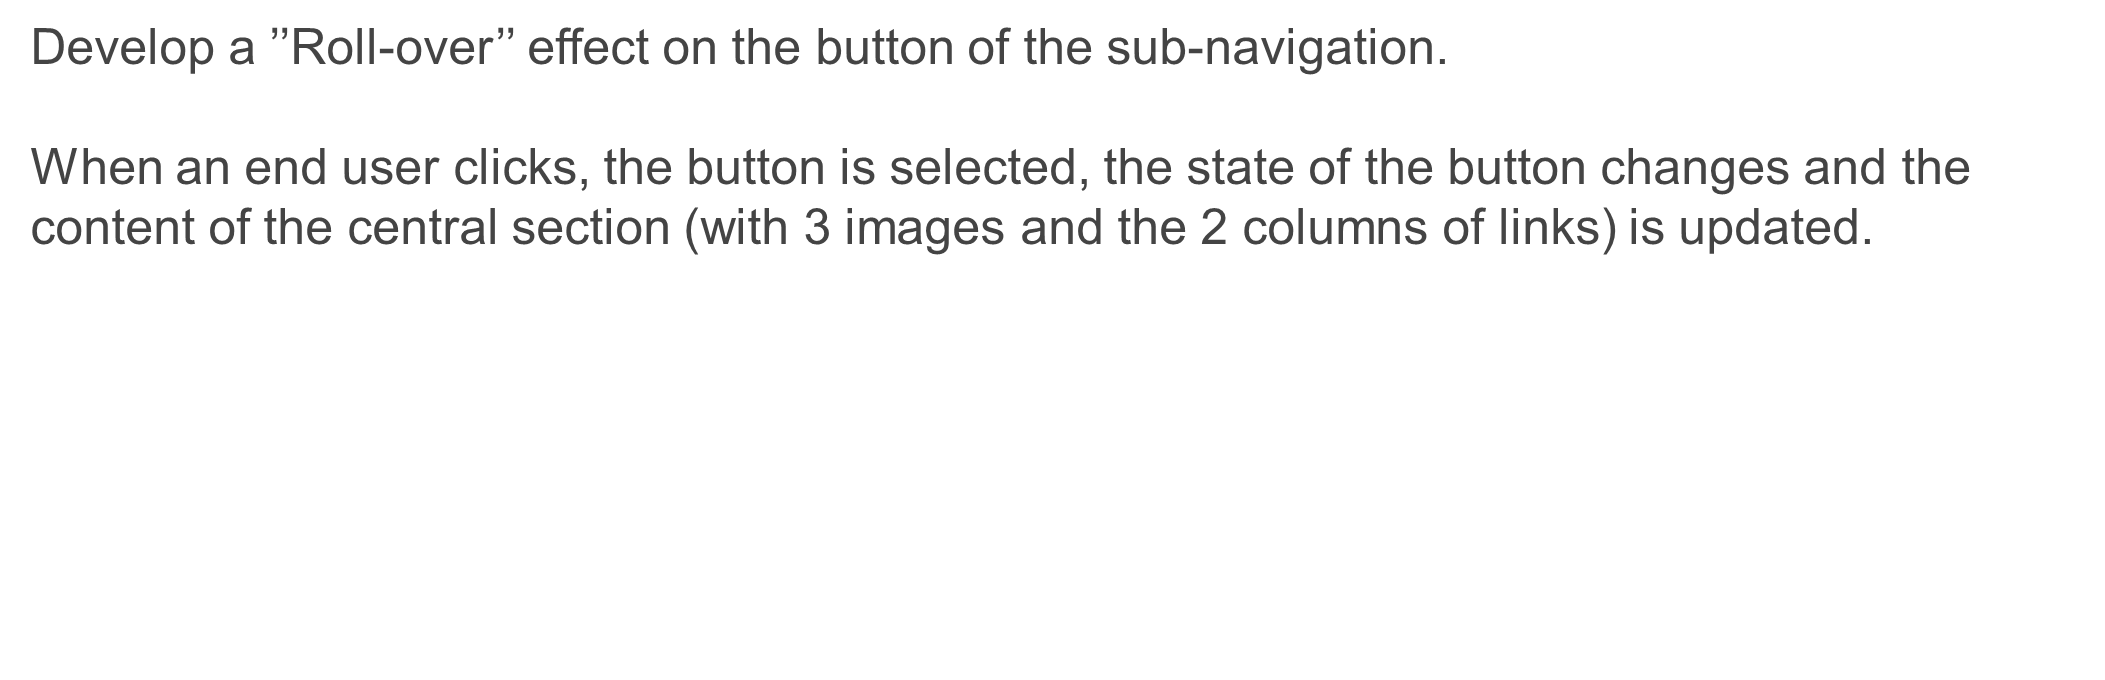 Develop a ”Roll-over” effect on the button of the sub-navigation.
When an end user clicks, the button is selected, the state of the button changes and the
content of the central section (with 3 images and the 2 columns of links) is updated.